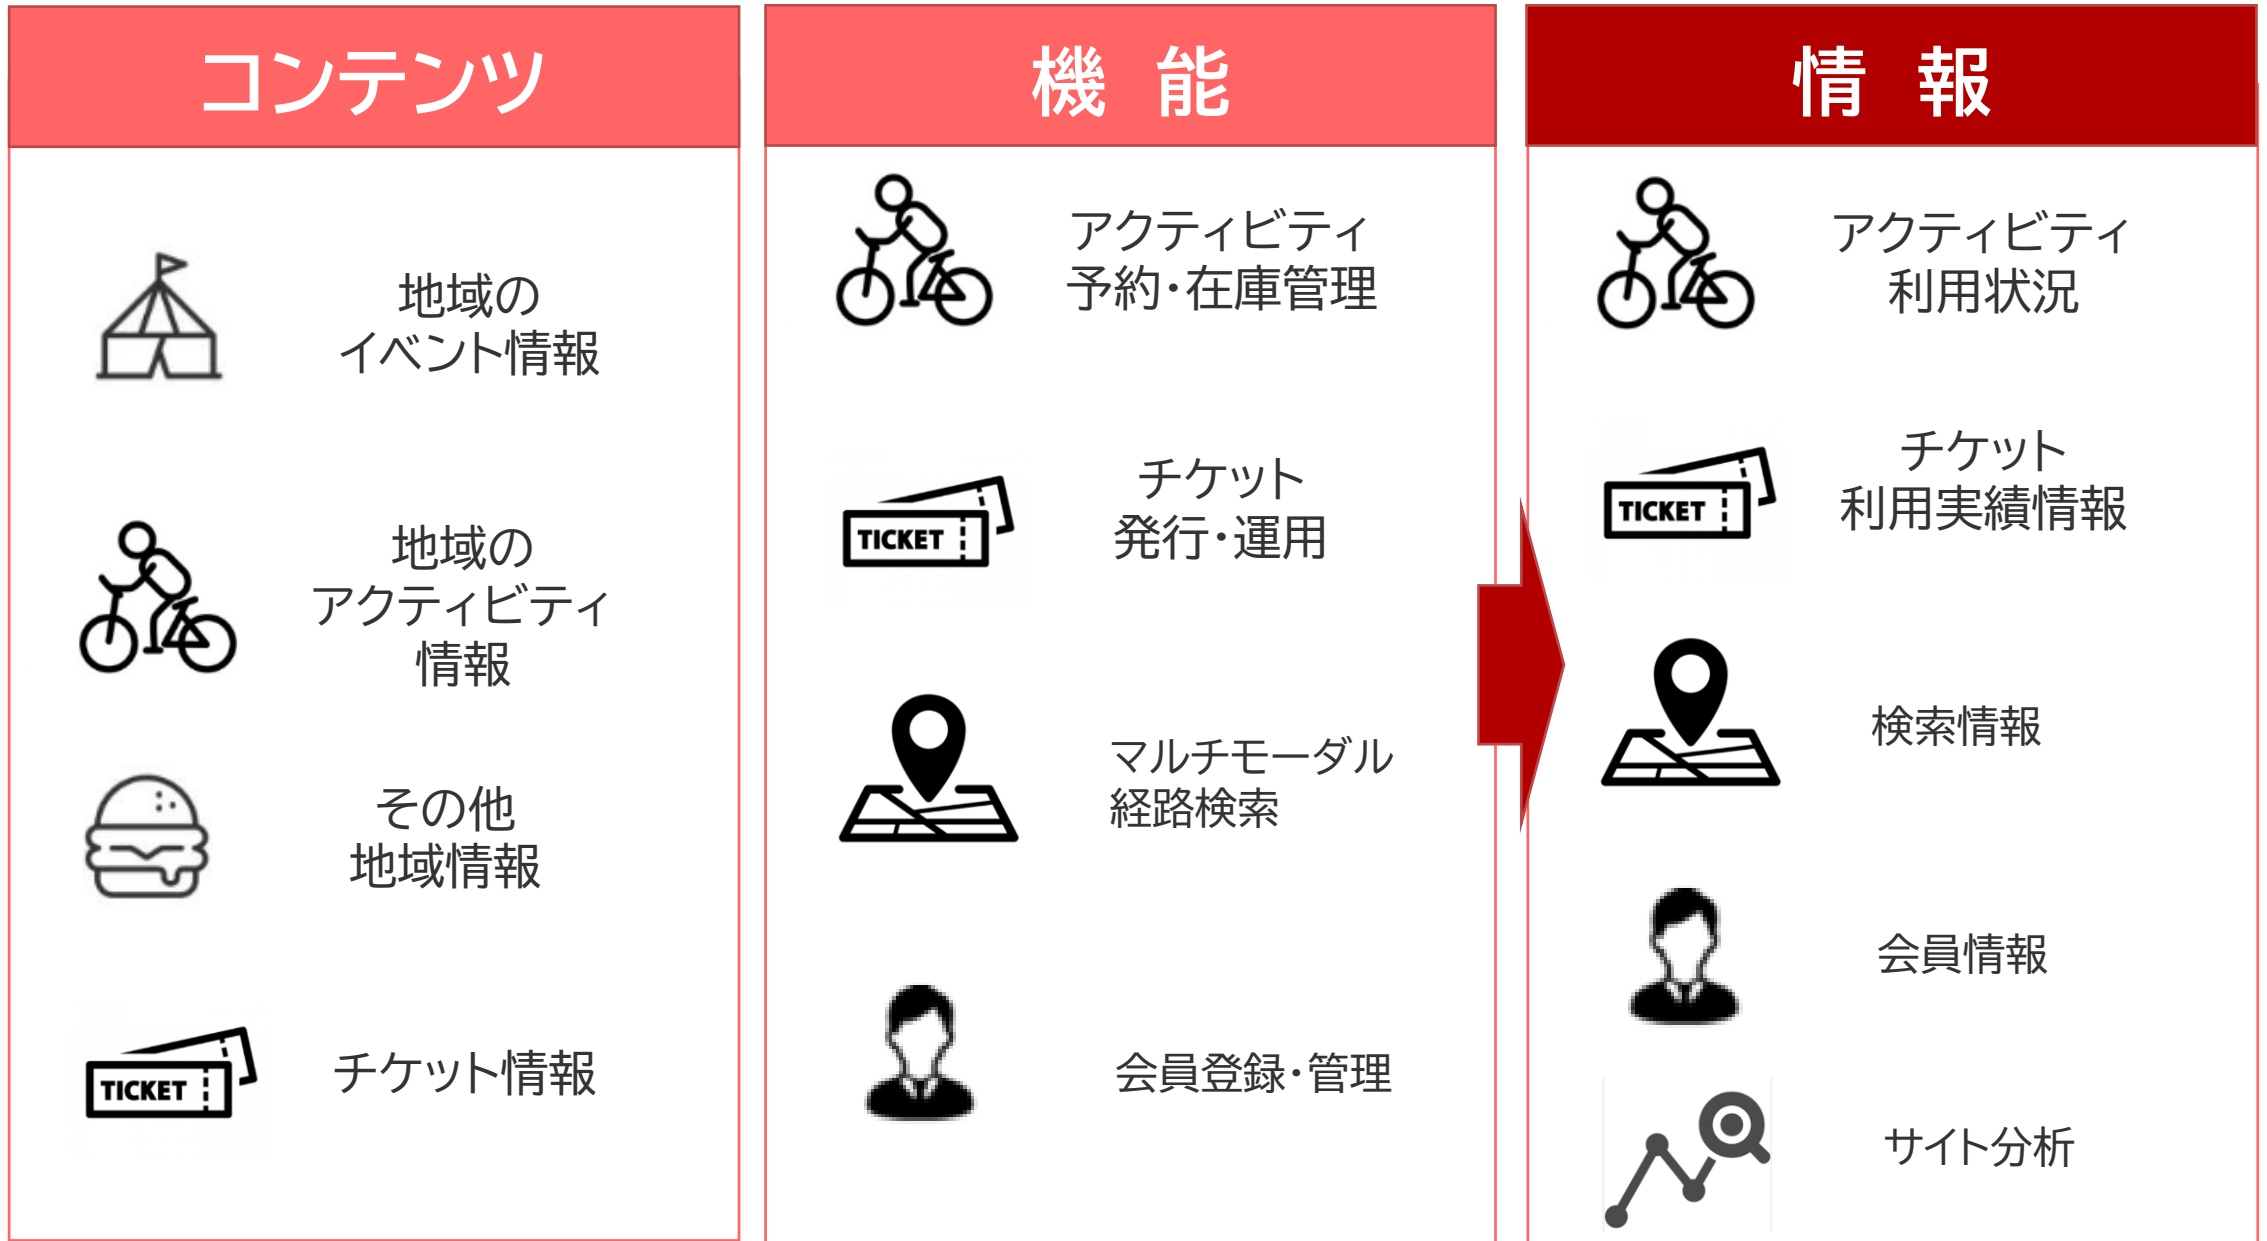 コンテンツ
地域の
イベント情報
地域の
アクティビティ
情報
その他
地域情報
TICKET
チケット情報
機 能
アクティビティ
予約・在庫管理
TICKET
チケット
発行・運用
マルチモーダル
経路検索
会員登録・管理
情 報
アクティビティ
利用状況
TICKET
チケット
利用実績情報
検索情報
会員情報
サイト分析